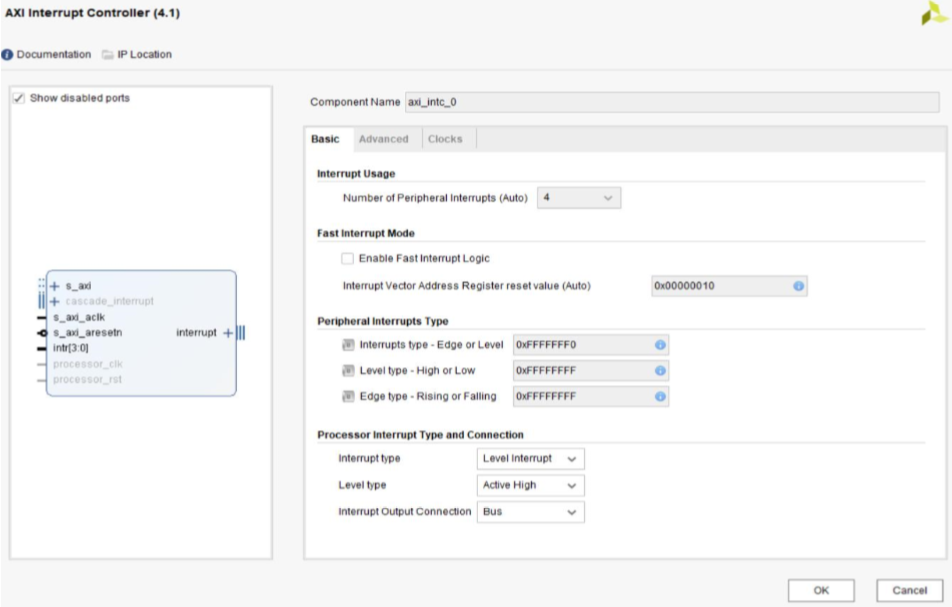 AXI Interrupt Controller (4.1)
Documentation IP Location
Show disabled ports
s_axi
cascade_interrupt
s_axi_aclk
s_axi_aresetn
interrupt
intr[3:0]
processor_clk
processor_rst
Component Name axi_intc_0
Basic Advanced Clocks
Interrupt Usage
Number of Peripheral Interrupts (Auto) 4
Fast Interrupt Mode
Enable Fast Interrupt Logic
Interrupt Vector Address Register reset value (Auto) 0x00000010
Peripheral Interrupts Type
Interrupts type - Edge or Level 0xFFFFFFF0
Level type - High or Low 0xFFFFFFFF
Edge type - Rising or Falling 0xFFFFFFFF
Processor Interrupt Type and Connection
Interrupt type Level Interrupt
Level type Active High
Interrupt Output Connection Bus
OK Cancel